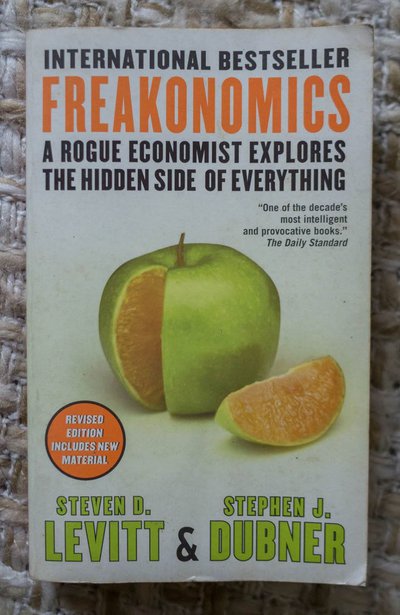 INTERNATIONAL BESTSELLER
FREAKONOMICS
A ROGUE ECONOMIST EXPLORES
THE HIDDEN SIDE OF EVERYTHING
“One of the decade's
most intelligent
and provocative books.”
The Daily Standard
REVISED
EDITION
INCLUDES NEW
MATERIAL
STEVEN D.
LEVITT
&
STEPHEN J.
DUBNER